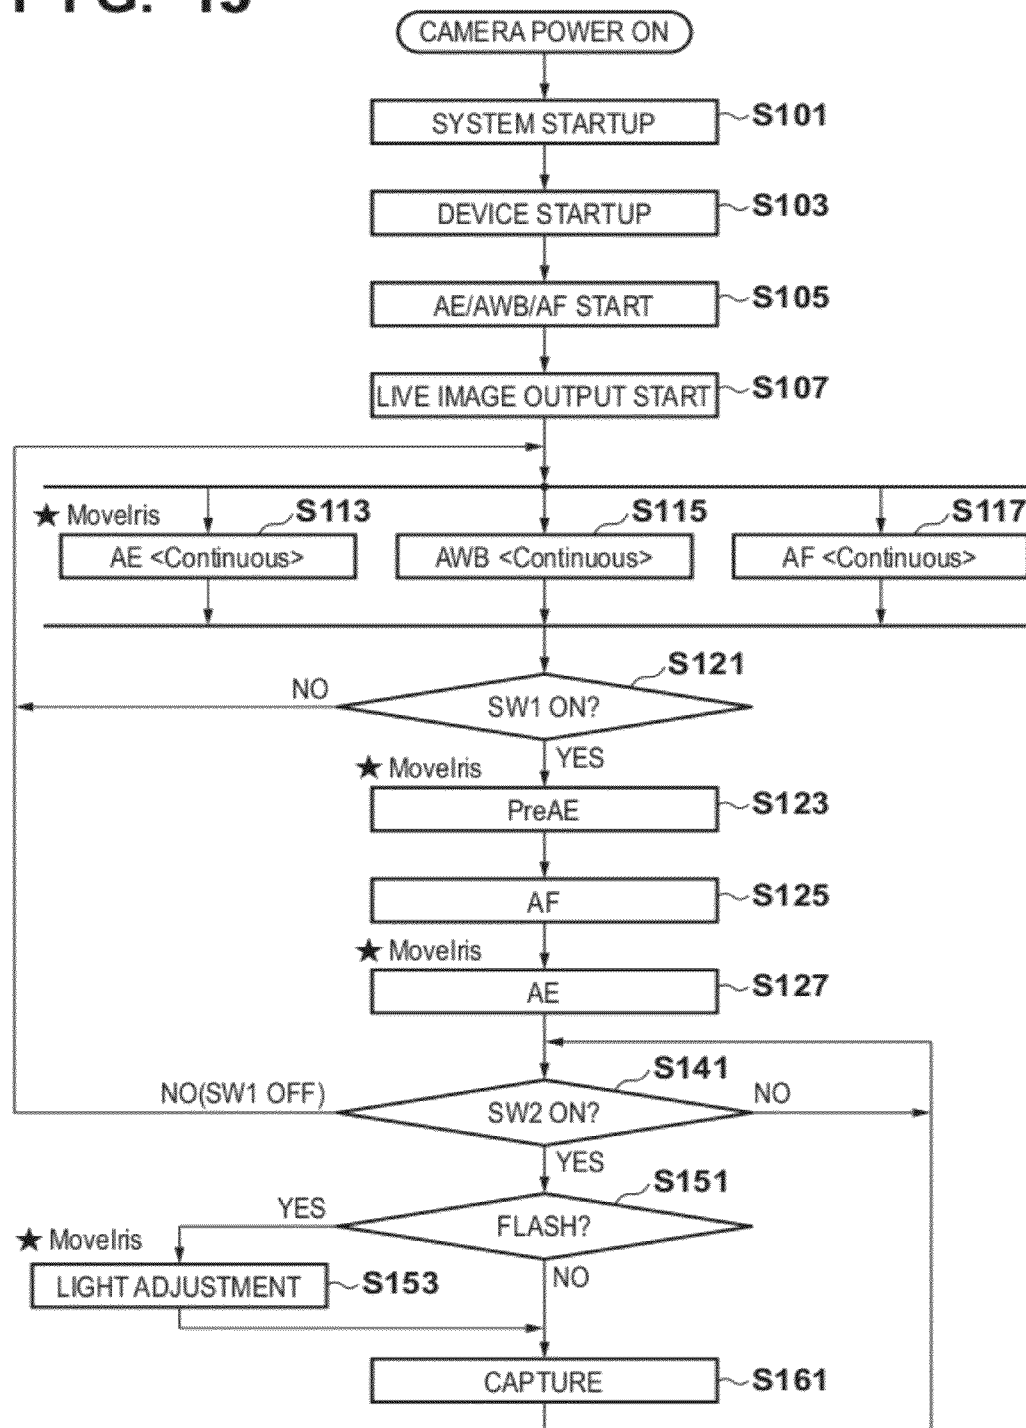 FIG. 15
CAMERA POWER ON
SYSTEM STARTUP
S101
DEVICE STARTUP
S103
AE/AWB/AF START
S105
LIVE IMAGE OUTPUT START
S107
★ MoveIris
S113
S115
S117
AE <Continuous>
AWB <Continuous>
AF <Continuous>
S121
NO
SW1 ON?
YES
★ MoveIris
PreAE
S123
AF
S125
★ MoveIris
AE
S127
S141
NO(SW1 OFF)
SW2 ON?
NO
YES
S151
YES
FLASH?
★ MoveIris
NO
LIGHT ADJUSTMENT
S153
CAPTURE
S161